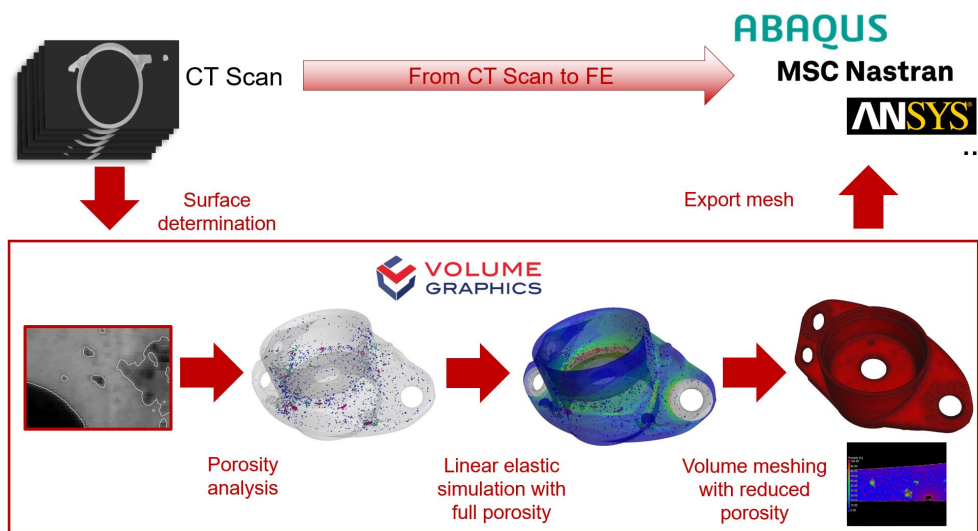 ABAQUS
CT Scan
From CT Scan to FE
MSC Nastran
ANSYS
..
Surface
determination
Export mesh
VOLUME
GRAPHICS
Porosity
analysis
Linear elastic
simulation with
full porosity
Volume meshing
with reduced
porosity